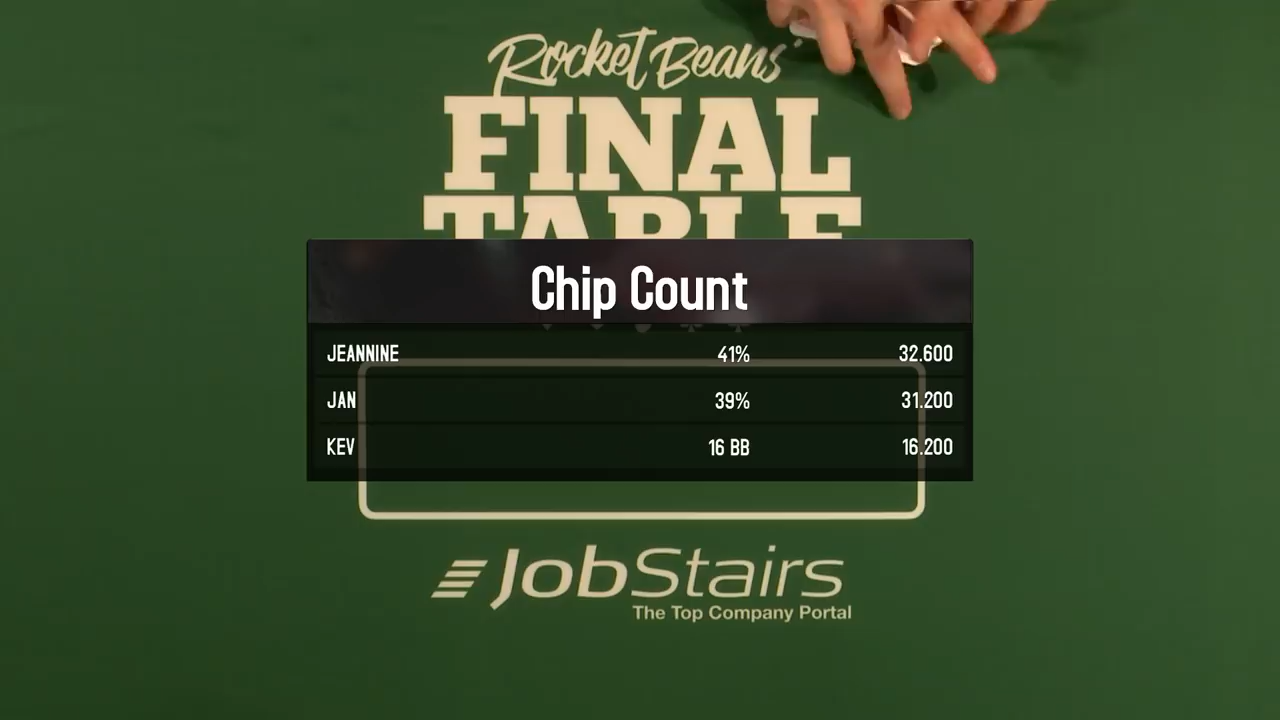 Rocket Beans'
FINAL
TABLE
Chip Count
JEANNINE 41% 32.600
JAN 39% 31.200
KEV 16 BB 16.200
JobStairs
The Top Company Portal